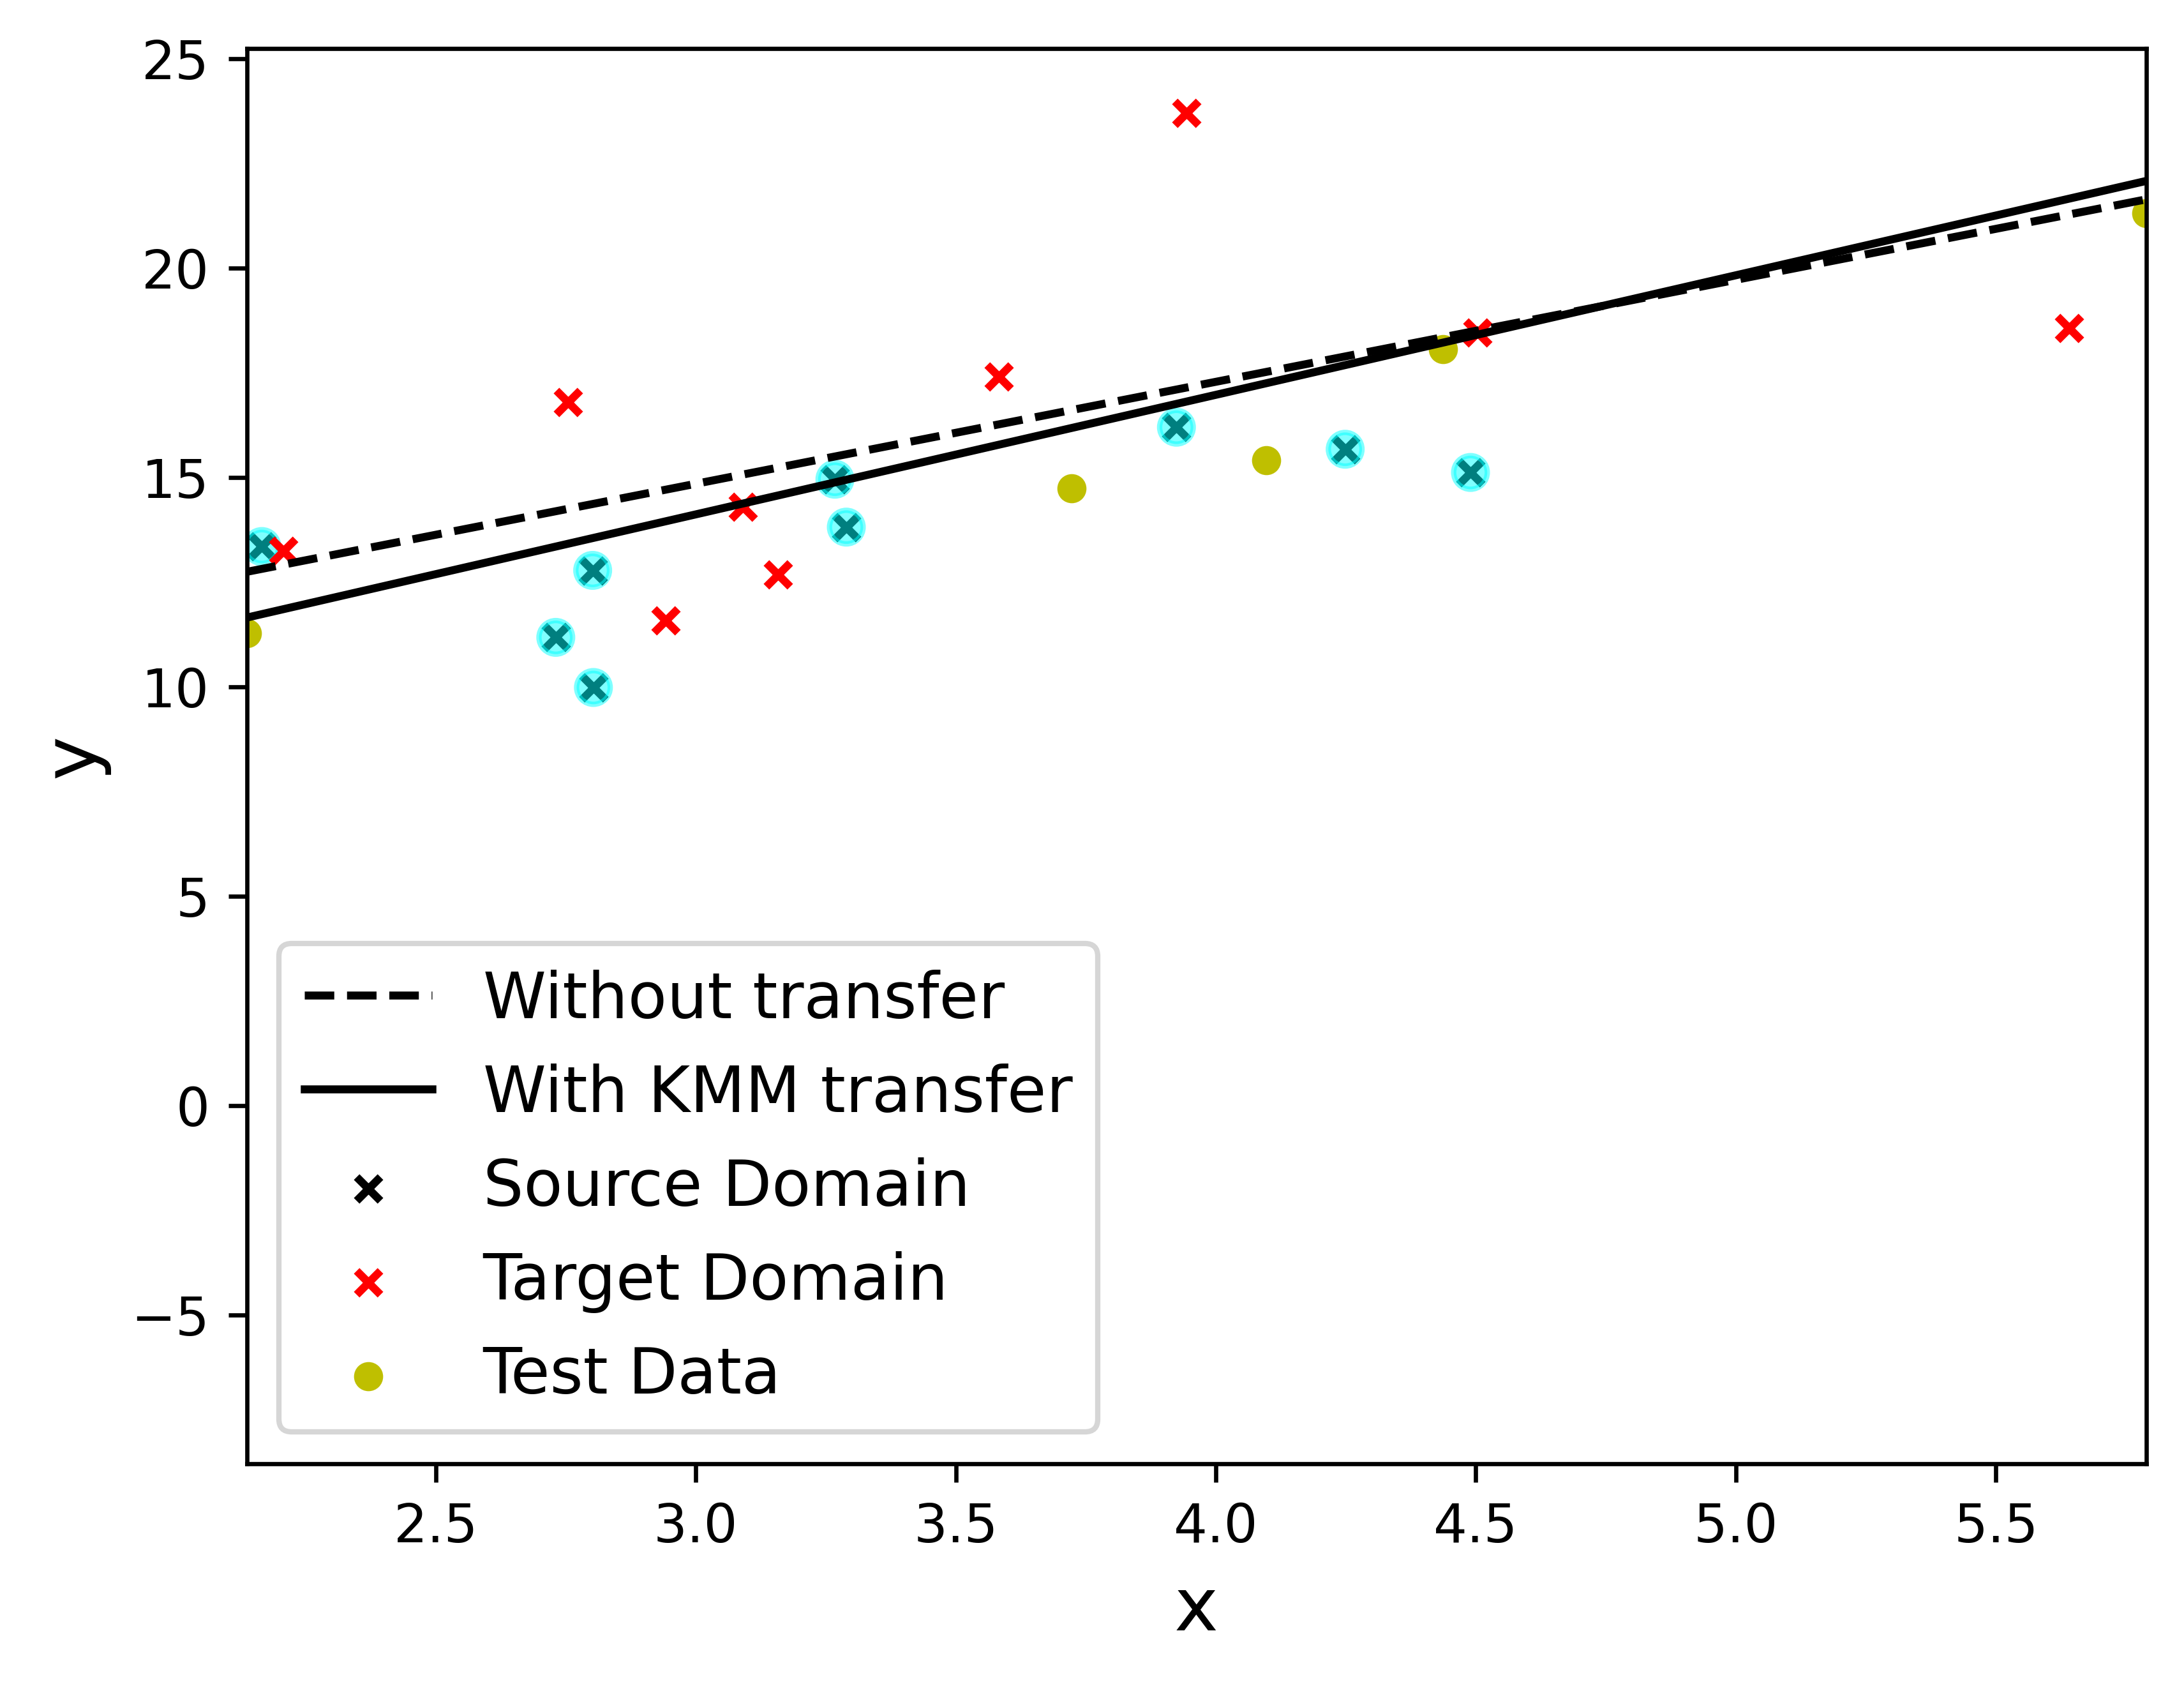 25
20
15
10
5
0
−5
y
Without transfer
With KMM transfer
Source Domain
Target Domain
Test Data
2.5 3.0 3.5 4.0 4.5 5.0 5.5
x